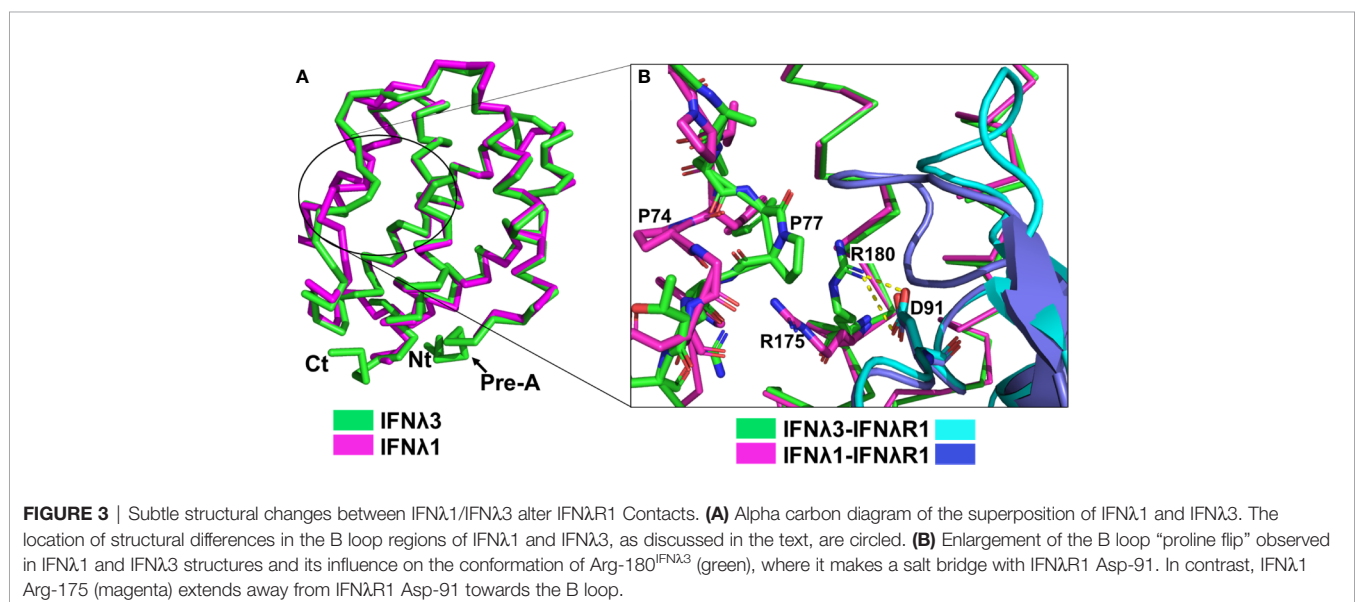 A
B
P74
P77
R180
D91
R175
Ct
Nt
Pre-A
IFNλ3
IFNλ1
IFNλ3-IFNλR1
IFNλ1-IFNλR1
FIGURE 3 | Subtle structural changes between IFNλ1/IFNλ3 alter IFNλR1 Contacts. (A) Alpha carbon diagram of the superposition of IFNλ1 and IFNλ3. The
location of structural differences in the B loop regions of IFNλ1 and IFNλ3, as discussed in the text, are circled. (B) Enlargement of the B loop “proline flip” observed
in IFNλ1 and IFNλ3 structures and its influence on the conformation of Arg-180IFNλ3 (green), where it makes a salt bridge with IFNλR1 Asp-91. In contrast, IFNλ1
Arg-175 (magenta) extends away from IFNλR1 Asp-91 towards the B loop.